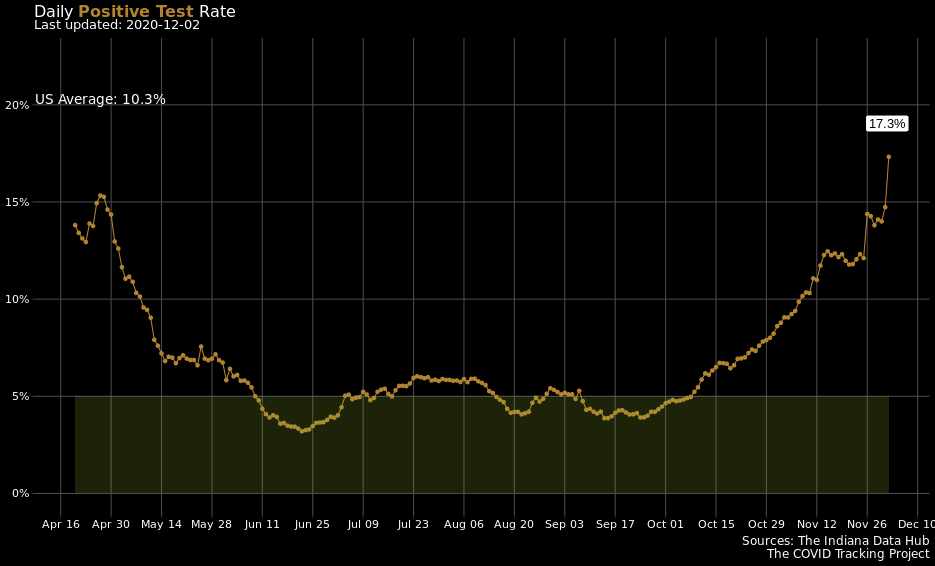 Daily Positive Test Rate
Last updated: 2020-12-02
US Average: 10.3%
20%
17.3%
15%
10%
5%
0%
Apr 16 Apr 30 May 14 May 28 Jun 11 Jun 25 Jul 09 Jul 23 Aug 06 Aug 20 Sep 03 Sep 17 Oct 01 Oct 15 Oct 29 Nov 12 Nov 26 Dec 10
Sources: The Indiana Data Hub
The COVID Tracking Project